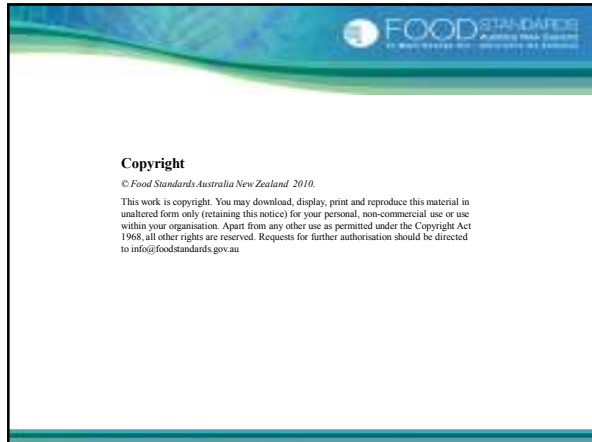 FOOD STANDARDS
Australia New Zealand
Copyright
© Food Standards Australia New Zealand 2010.
This work is copyright. You may download, display, print and reproduce this material in
unaltered form only (retaining this notice) for your personal, non-commercial use or use
within your organisation. Apart from any other use as permitted under the Copyright Act
1968, all other rights are reserved. Requests for further authorisation should be directed
to info@foodstandards.gov.au